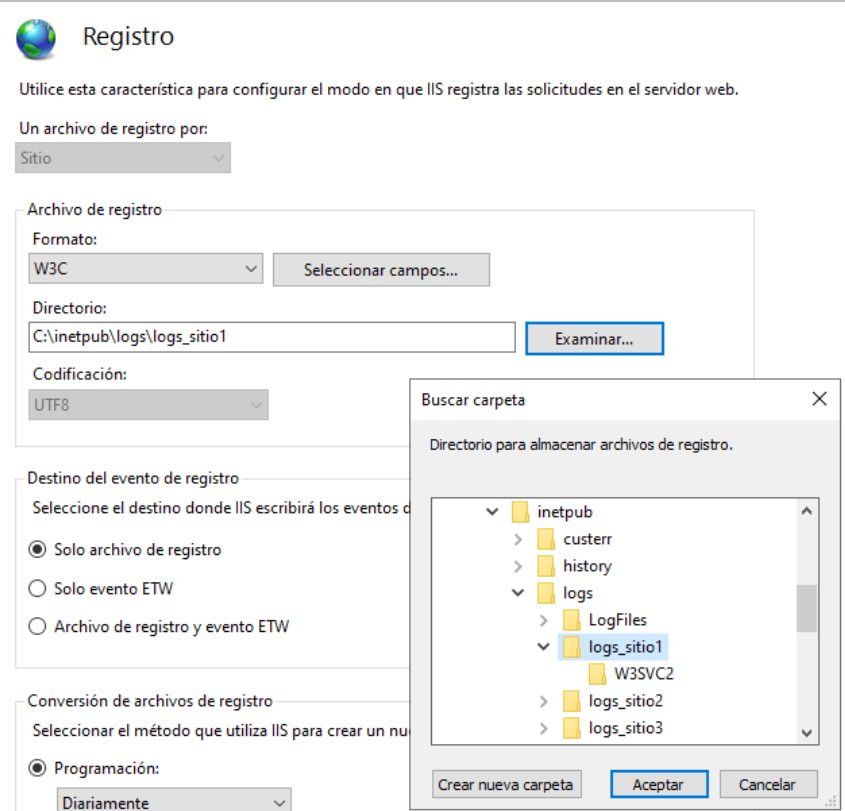 Registro
Utilice esta característica para configurar el modo en que IIS registra las solicitudes en el servidor web.
Un archivo de registro por:
Sitio
Archivo de registro
Formato:
W3C
Seleccionar campos...
Directorio:
C:\inetpub\logs\logs_sitio1
Examinar...
Codificación:
UTF8
Destino del evento de registro
Seleccione el destino donde IIS escribirá los eventos d
Solo archivo de registro
Solo evento ETW
Archivo de registro y evento ETW
Conversión de archivos de registro
Seleccionar el método que utiliza IIS para crear un nu
Programación:
Diariamente
Buscar carpeta
Directorio para almacenar archivos de registro.
inetpub
custerr
history
logs
LogFiles
logs_sitio1
W3SVC2
logs_sitio2
logs_sitio3
Crear nueva carpeta
Aceptar
Cancelar